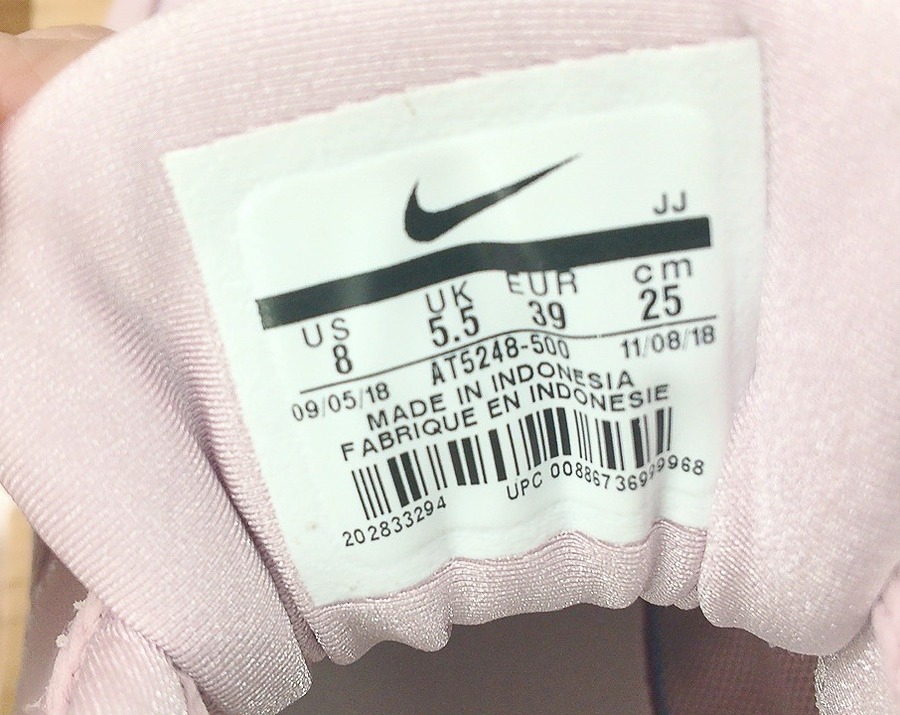 JJ
US UK EUR cm
8 5.5 39 25
09/05/18 AT5248-500 11/08/18
MADE IN INDONESIA
FABRIQUE EN INDONESIE
202833294 UPC 00886736999968